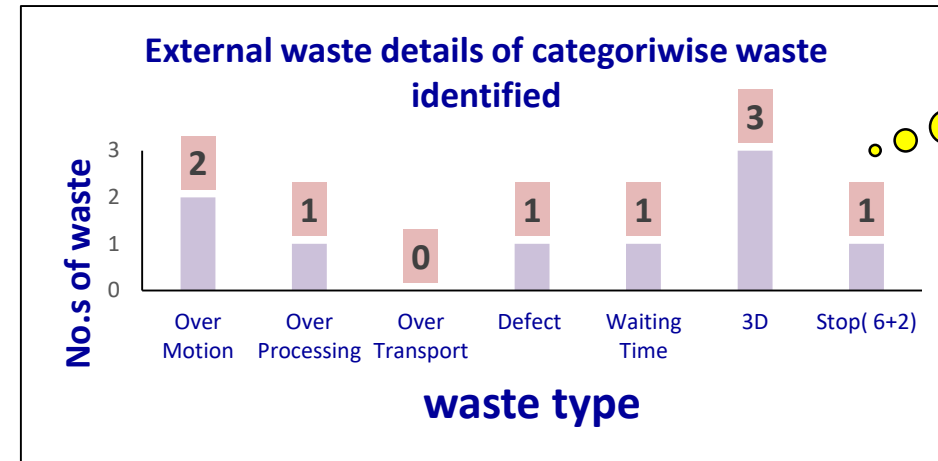 External waste details of categoriwise waste
identified
No.s of waste
3
2
1
0
2
1
0
1
1
3
1
Over Motion
Over Processing
Over Transport
Defect
Waiting Time
3D
Stop( 6+2)
waste type